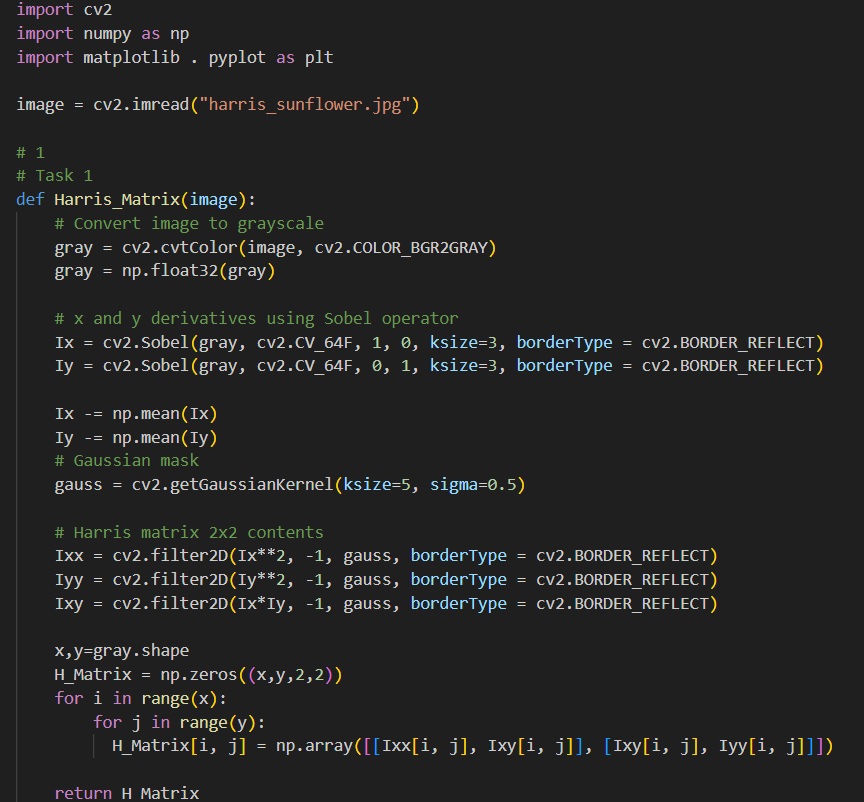 import cv2
import numpy as np
import matplotlib . pyplot as plt
image = cv2.imread("harris_sunflower.jpg")
# 1
# Task 1
def Harris_Matrix(image):
# Convert image to grayscale
gray = cv2.cvtColor(image, cv2.COLOR_BGR2GRAY)
gray = np.float32(gray)
# x and y derivatives using Sobel operator
Ix = cv2.Sobel(gray, cv2.CV_64F, 1, 0, ksize=3, borderType = cv2.BORDER_REFLECT)
Iy = cv2.Sobel(gray, cv2.CV_64F, 0, 1, ksize=3, borderType = cv2.BORDER_REFLECT)
Ix -= np.mean(Ix)
Iy -= np.mean(Iy)
# Gaussian mask
gauss = cv2.getGaussianKernel(ksize=5, sigma=0.5)
# Harris matrix 2x2 contents
Ixx = cv2.filter2D(Ix**2, -1, gauss, borderType = cv2.BORDER_REFLECT)
Iyy = cv2.filter2D(Iy**2, -1, gauss, borderType = cv2.BORDER_REFLECT)
Ixy = cv2.filter2D(Ix*Iy, -1, gauss, borderType = cv2.BORDER_REFLECT)
x,y=gray.shape
H_Matrix = np.zeros((x,y,2,2))
for i in range(x):
for j in range(y):
H_Matrix[i, j] = np.array([[Ixx[i, j], Ixy[i, j]], [Ixy[i, j], Iyy[i, j]]])
return H_Matrix